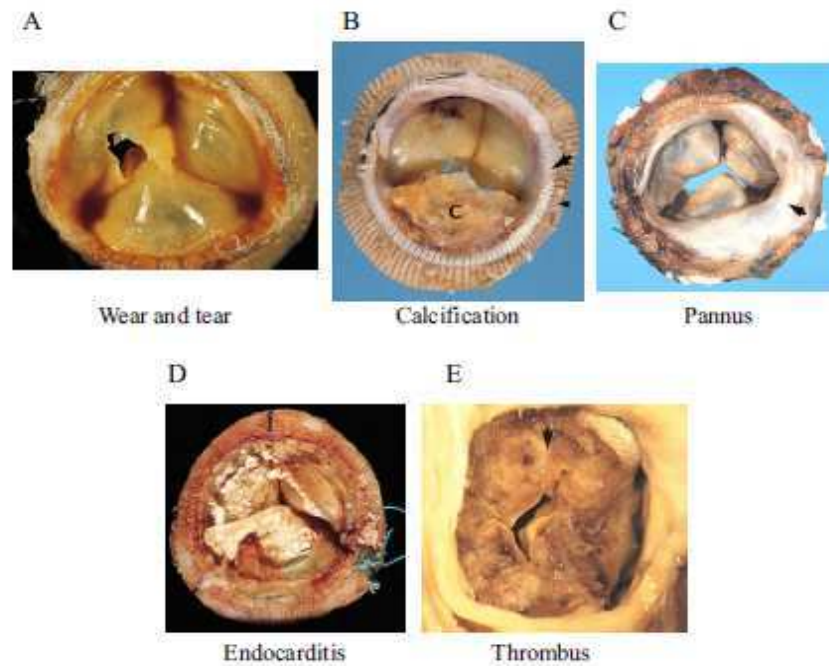 A
B
C
C
Wear and tear
Calcification
Pannus
D
E
Endocarditis
Thrombus